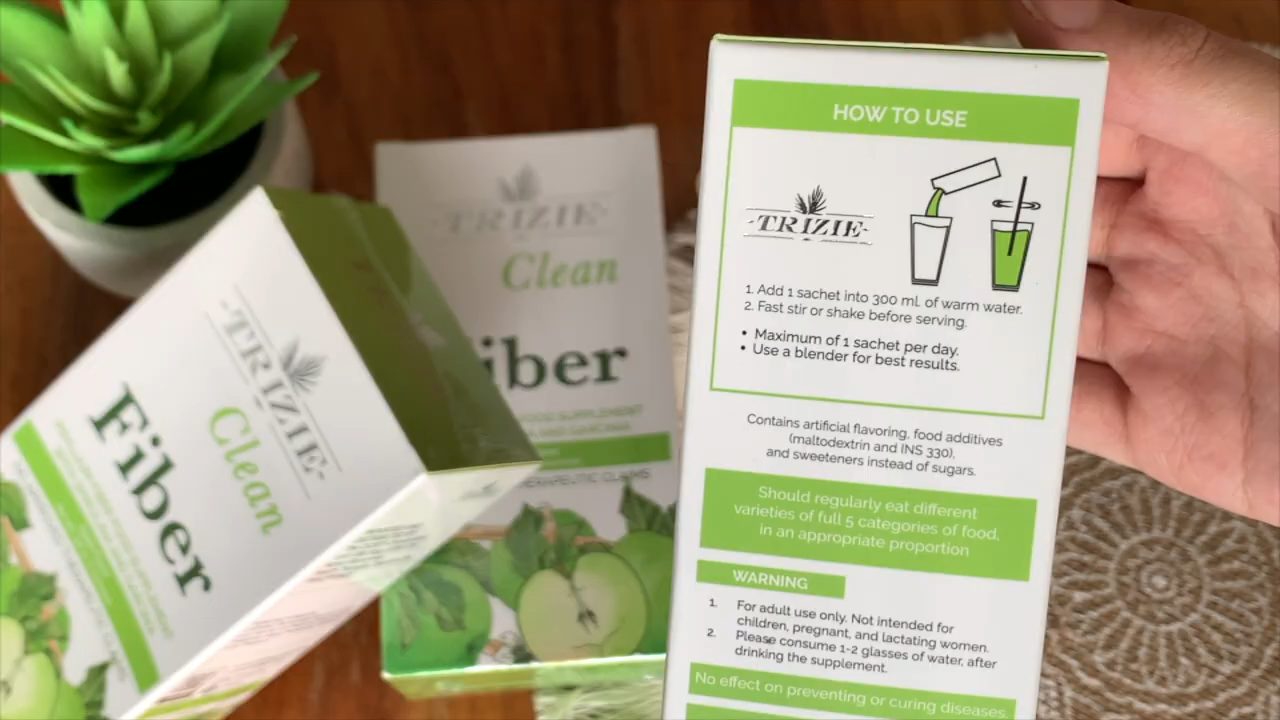 TRIZIE
Clean
Fiber
TRIZIE
Clean
iber
FOOD SUPPLEMENT
THERAPEUTIC CLAIMS
HOW TO USE
TRIZIE
1. Add 1 sachet into 300 ml. of warm water.
2. Fast stir or shake before serving.
• Maximum of 1 sachet per day.
• Use a blender for best results.
Contains artificial flavoring, food additives
(maltodextrin and INS 330),
and sweeteners instead of sugars.
Should regularly eat different
varieties of full 5 categories of food,
in an appropriate proportion
WARNING
1. For adult use only. Not intended for
children, pregnant, and lactating women.
2. Please consume 1-2 glasses of water, after
drinking the supplement.
No effect on preventing or curing diseases.